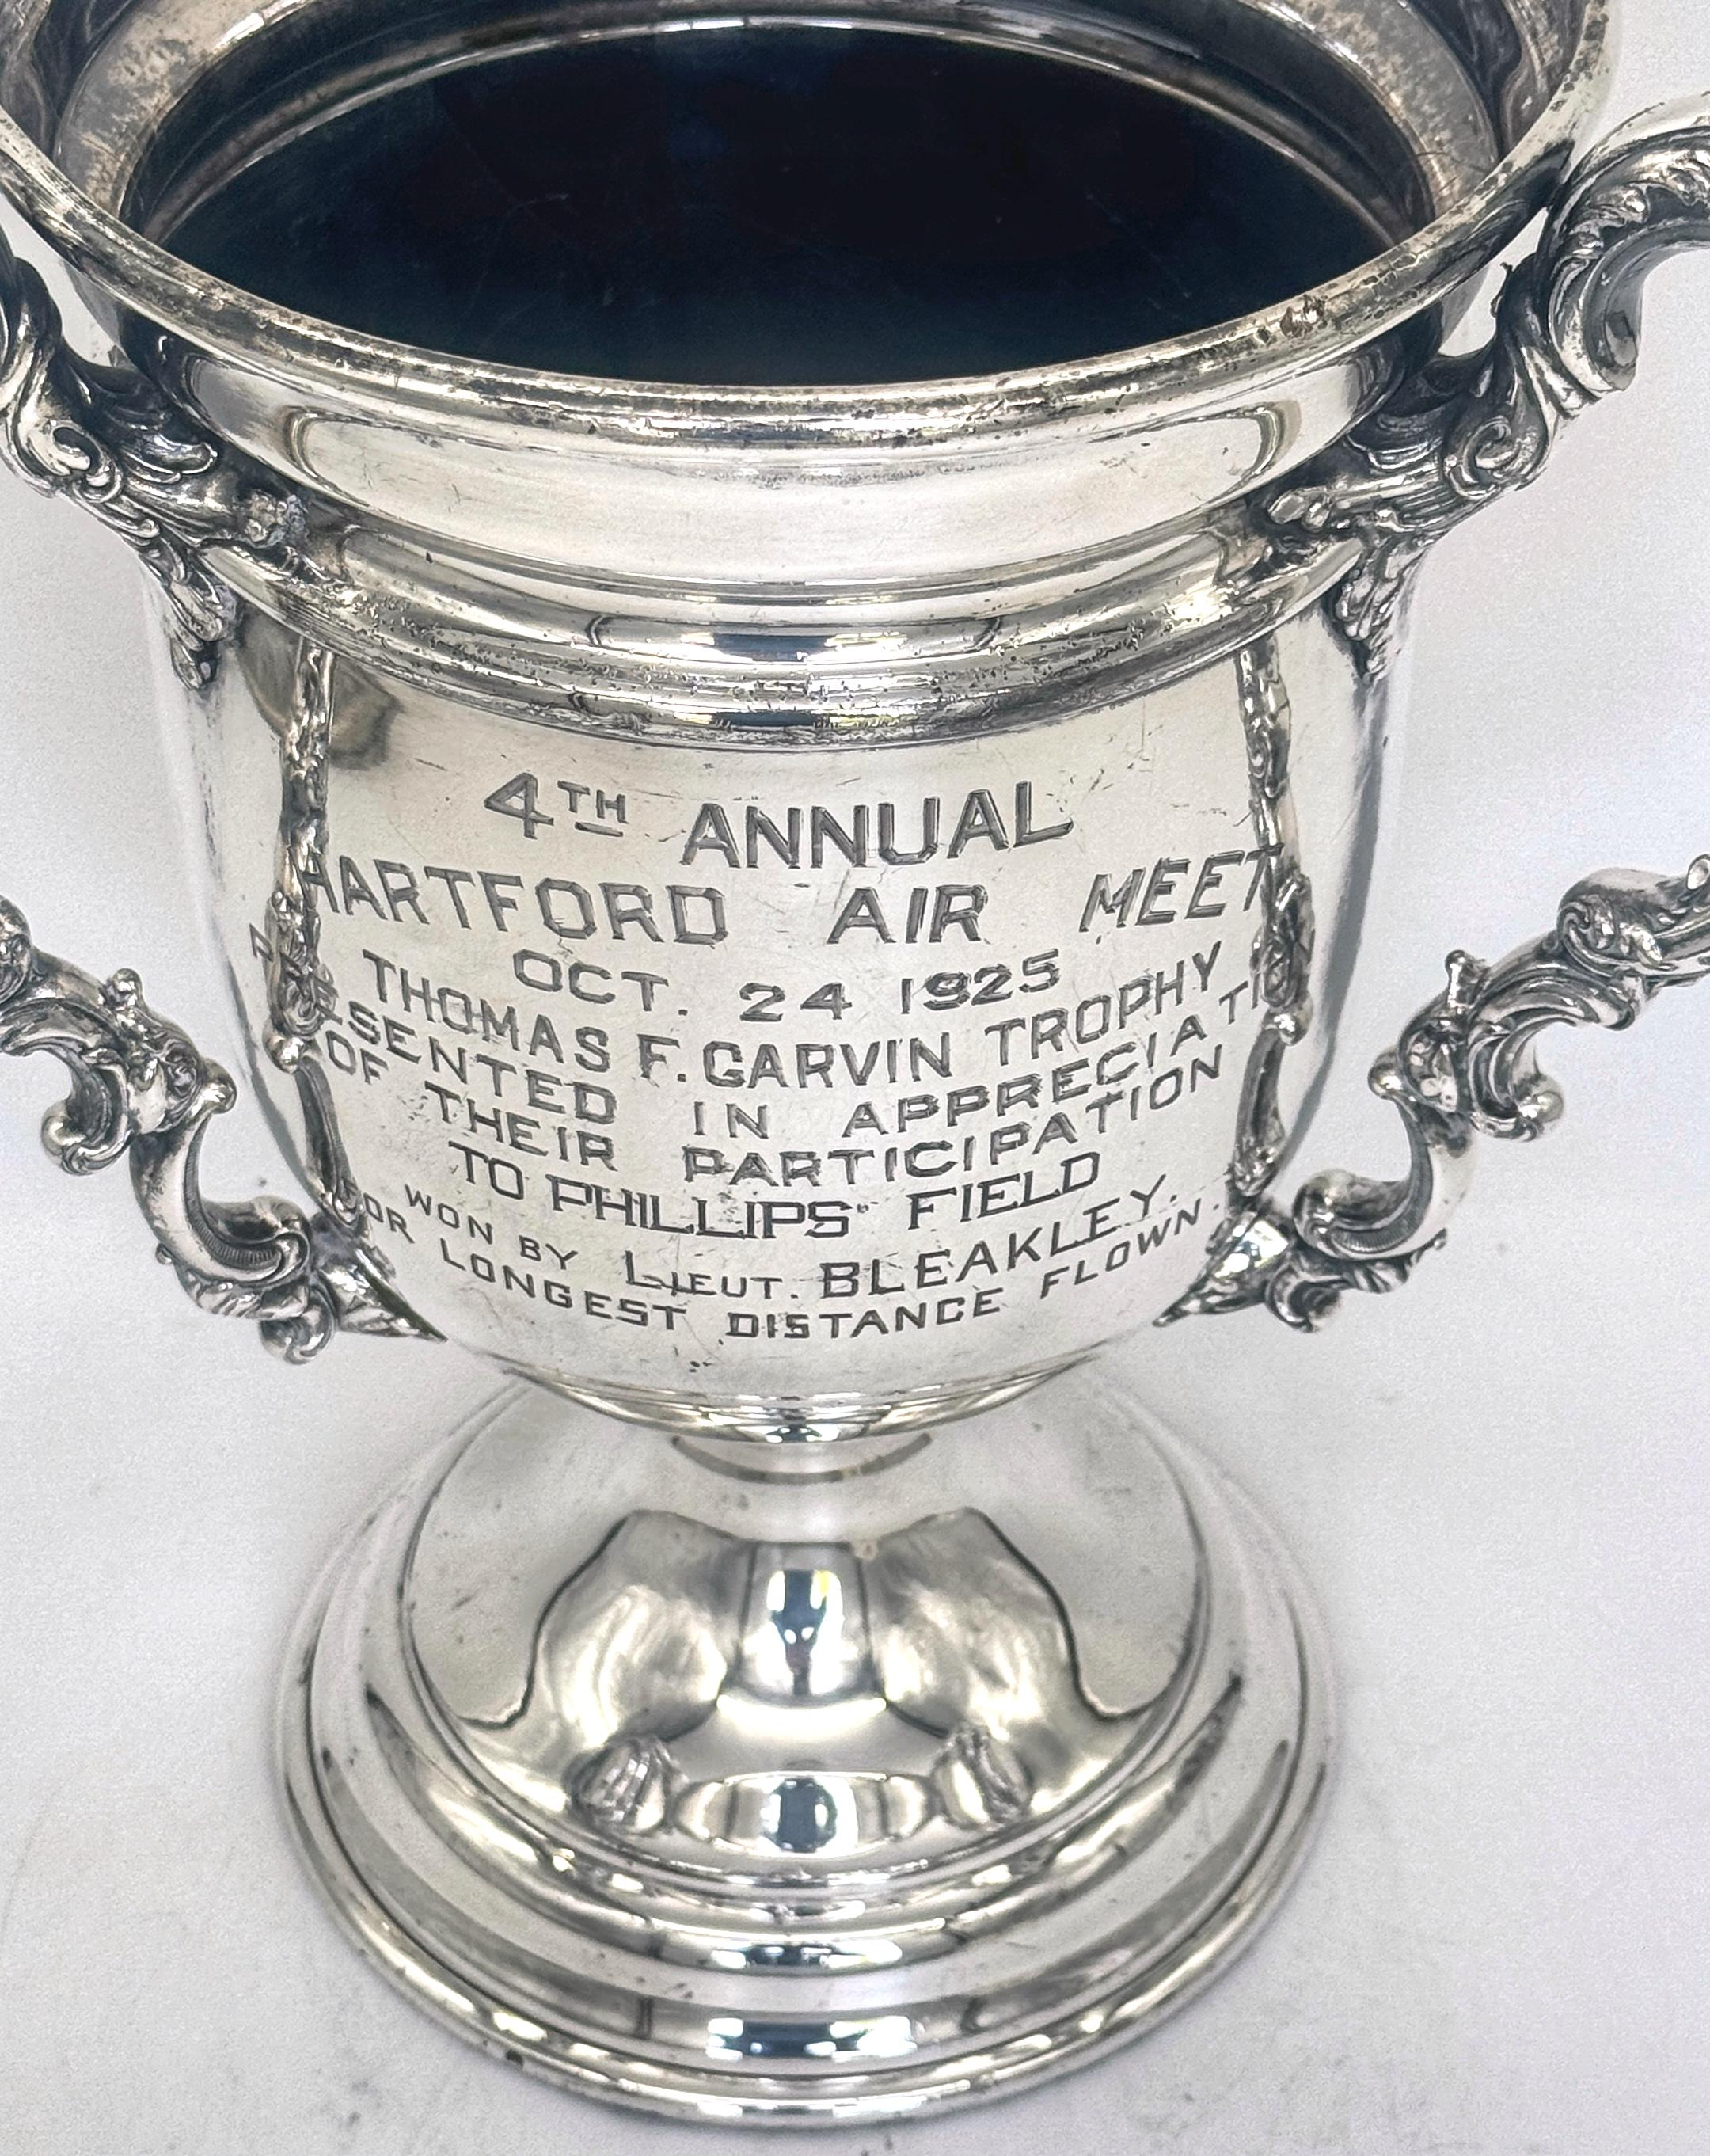 4TH ANNUAL
HARTFORD AIR MEET
OCT. 24 1925
THOMAS F. GARVIN TROPHY
PRESENTED IN APPRECIATION
OF THEIR PARTICIPATION
TO PHILLIPS FIELD
WON BY LIEUT. BLEAKLEY.
FOR LONGEST DISTANCE FLOWN.